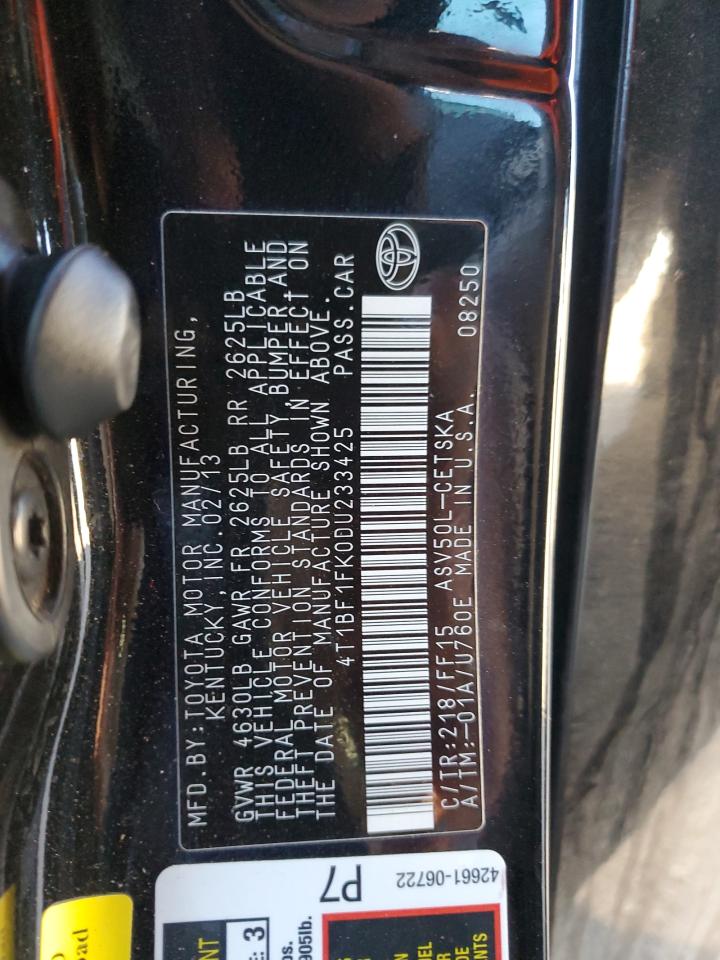 MFD.BY:TOYOTA MOTOR MANUFACTURING,
KENTUCKY,INC.02/13
GVWR 4630LB GAWR FR 2625LB RR 2625LB
THIS VEHICLE CONFORMS TO ALL APPLICABLE
FEDERAL MOTOR VEHICLE SAFETY,BUMPER,AND
THEFT PREVENTION STANDARDS IN EFFECT ON
THE DATE OF MANUFACTURE SHOWN ABOVE.
4T1BF1FK0DU233425 PASS.CAR
C/TR:218/FF15 ASV50L-CETSKA 08250
A/TM:-01A/U760E MADE IN U.S.A.
P7
42661-06722
3
905lb.